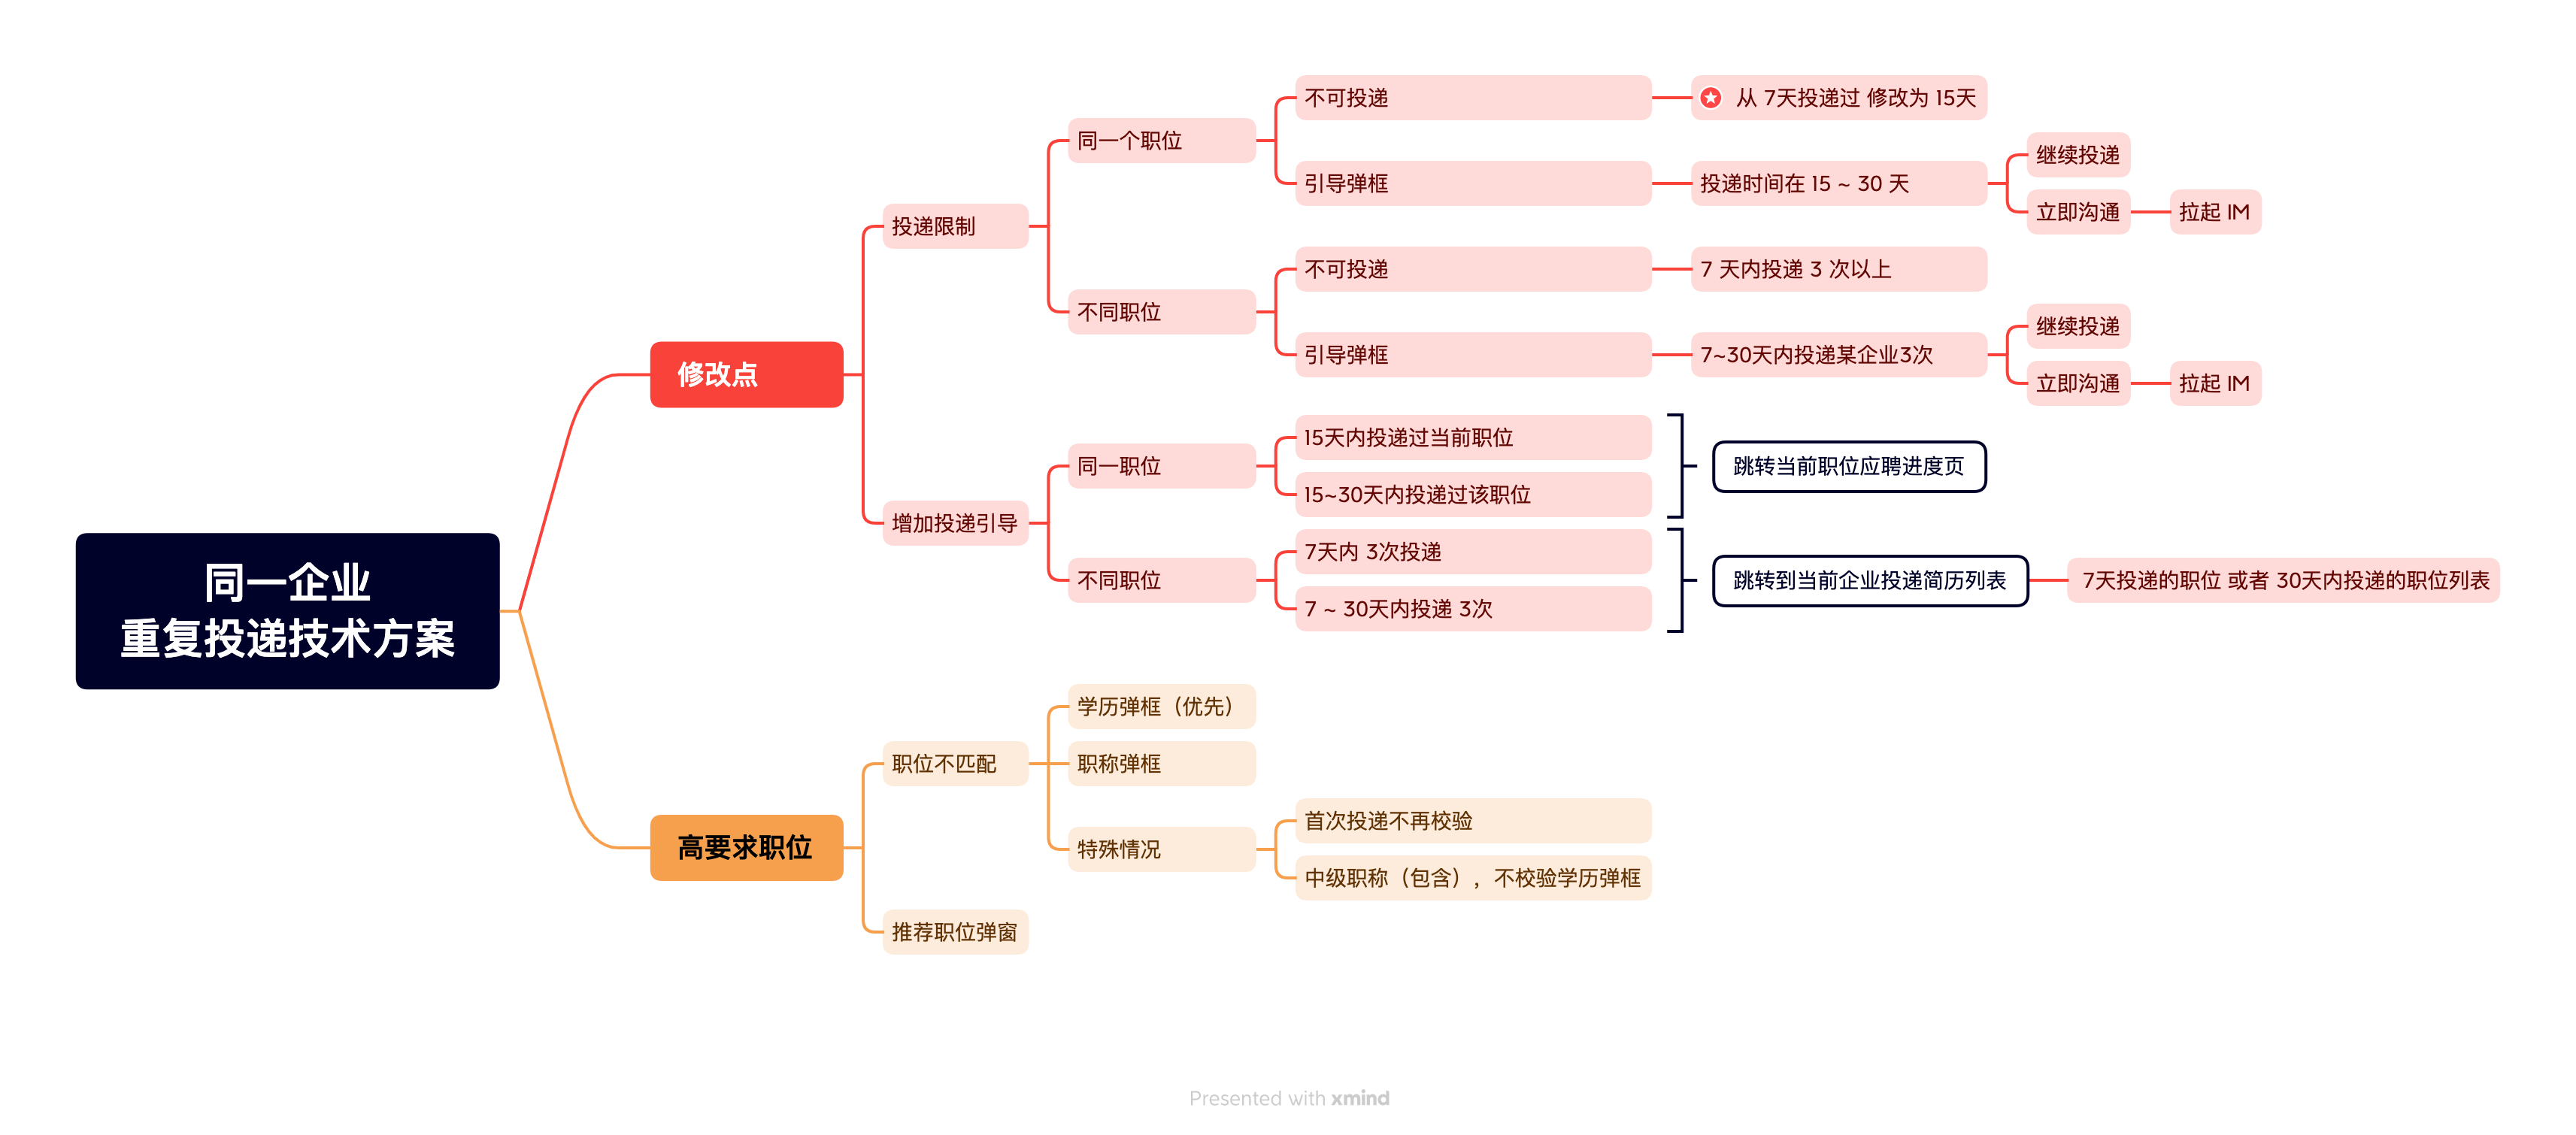 同一企业
重复投递技术方案
修改点
投递限制
同一个职位
不可投递
从 7天投递过 修改为 15天
引导弹框
投递时间在 15 ~ 30 天
继续投递
立即沟通
拉起 IM
不同职位
不可投递
7 天内投递 3 次以上
引导弹框
7~30天内投递某企业3次
继续投递
立即沟通
拉起 IM
增加投递引导
同一职位
15天内投递过当前职位
15~30天内投递过该职位
跳转当前职位应聘进度页
不同职位
7天内 3次投递
7 ~ 30天内投递 3次
跳转到当前企业投递简历列表
7天投递的职位 或者 30天内投递的职位列表
高要求职位
职位不匹配
学历弹框（优先）
职称弹框
特殊情况
首次投递不再校验
中级职称（包含），不校验学历弹框
推荐职位弹窗
Presented with xmind